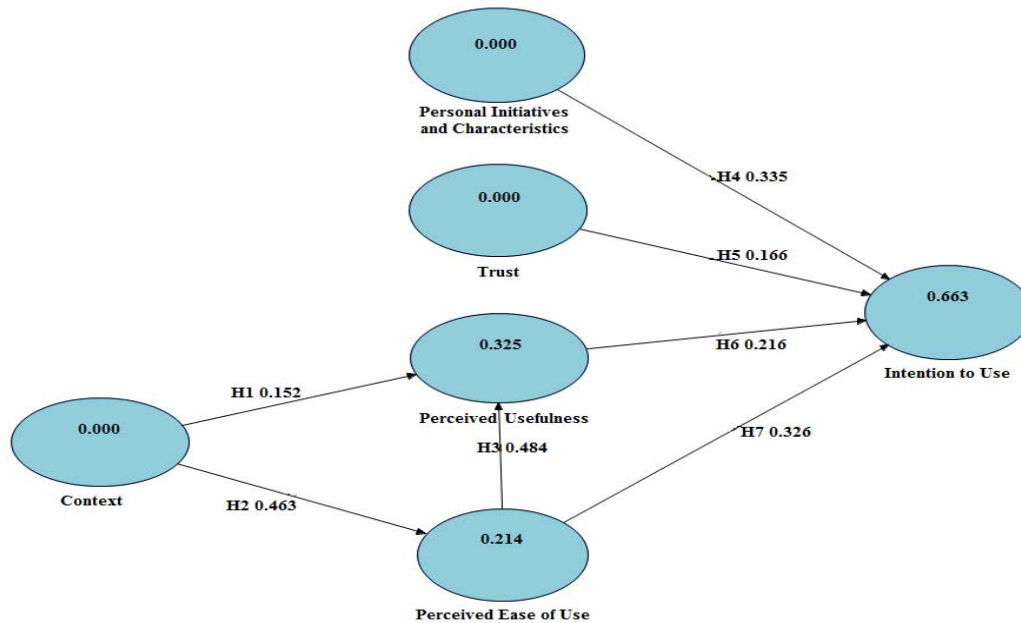 0.000
Personal Initiatives
and Characteristics
H4 0.335
0.000
Trust
H5 0.166
0.663
Intention to Use
0.325
Perceived Usefulness
H6 0.216
H1 0.152
0.000
Context
H3 0.484
H7 0.326
H2 0.463
0.214
Perceived Ease of Use